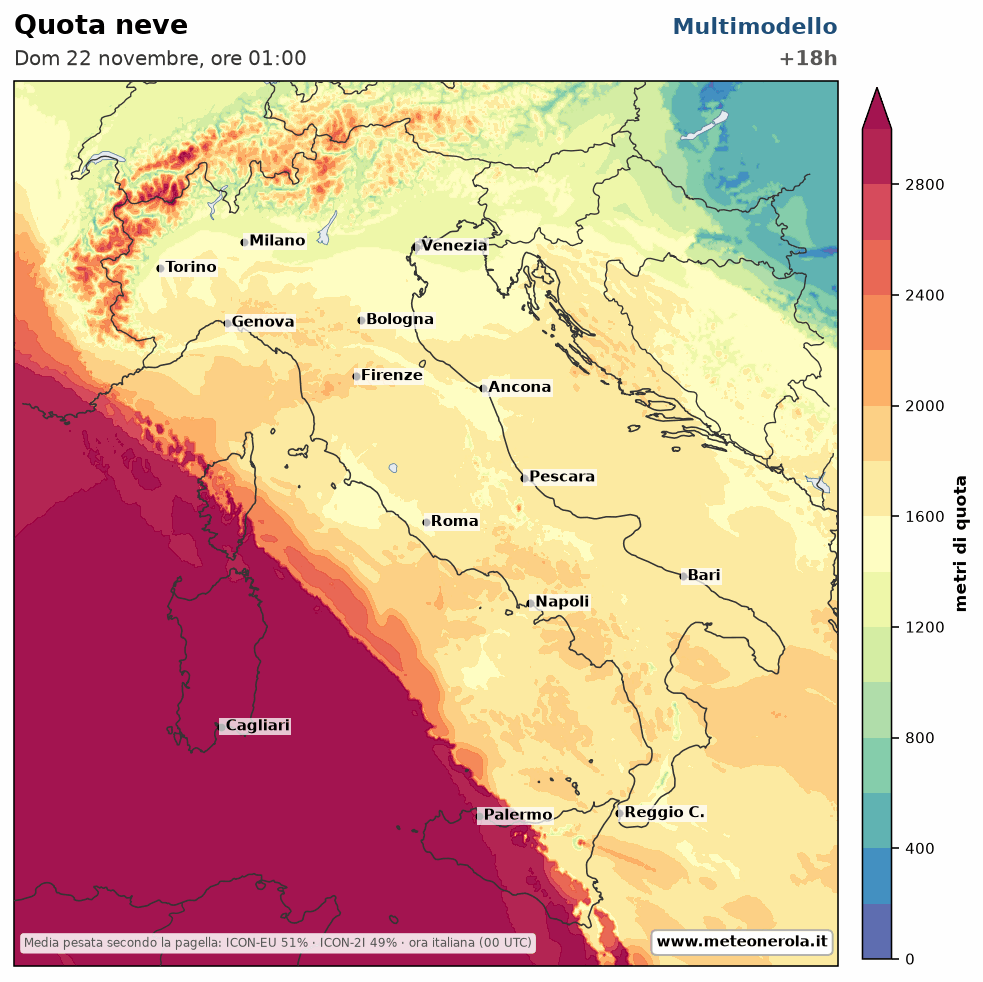 Quota neve
Multimodello
Dom 22 novembre, ore 01:00
+18h
Milano
Venezia
Torino
Genova
Bologna
Firenze
Ancona
Pescara
Roma
Bari
Napoli
Cagliari
Palermo
Reggio C.
2800
2400
2000
1600
1200
800
400
0
metri di quota
Media pesata secondo la pagella: ICON-EU 51% · ICON-2I 49% · ora italiana (00 UTC)
www.meteonerola.it